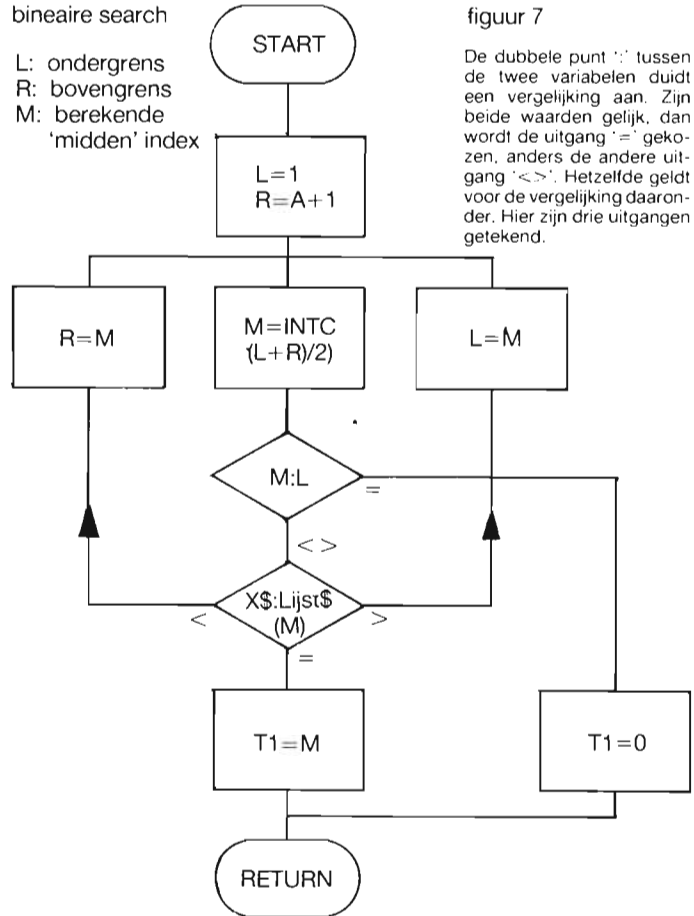 bineaire search
L: ondergrens
R: bovengrens
M: berekende
'midden' index
figuur 7
De dubbele punt ':' tussen
de twee variabelen duidt
een vergelijking aan. Zijn
beide waarden gelijk, dan
wordt de uitgang '=' geko-
zen, anders de andere uit-
gang '<>'. Hetzelfde geldt
voor de vergelijking daaron-
der. Hier zijn drie uitgangen
getekend.
START
L=1
R=A+1
R=M
M=INTC
(L+R)/2)
L=M
M:L
=
<>
X$:Lijst$
(M)
<
>
=
T1=M
T1=0
RETURN